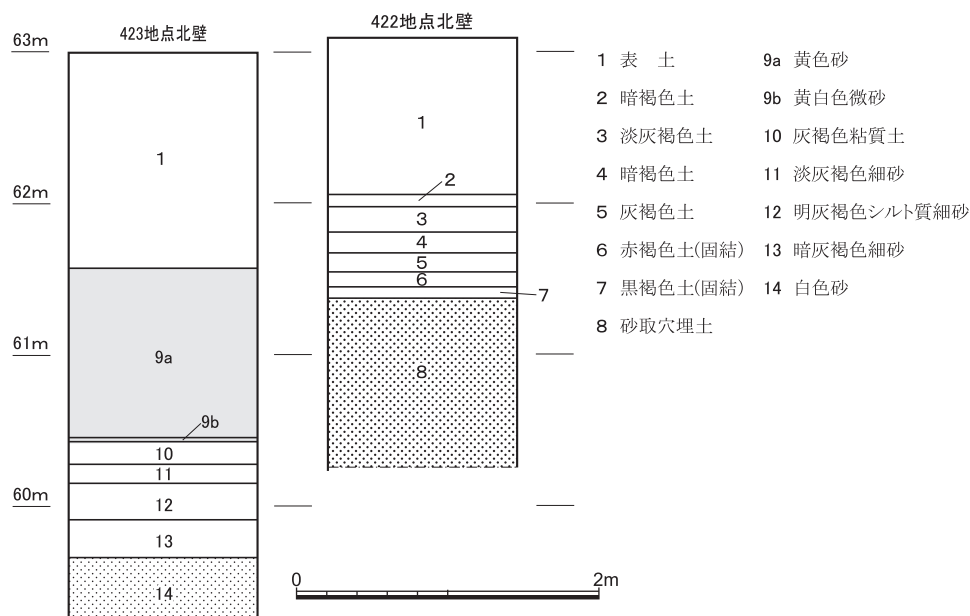 423地点北壁
422地点北壁
63m
62m
61m
60m
1
9a
9b
10
11
12
13
14
1
2
3
4
5
6
7
8
1 表　土
2 暗褐色土
3 淡灰褐色土
4 暗褐色土
5 灰褐色土
6 赤褐色土(固結)
7 黒褐色土(固結)
8 砂取穴埋土
9a 黄色砂
9b 黄白色微砂
10 灰褐色粘質土
11 淡灰褐色細砂
12 明灰褐色シルト質細砂
13 暗灰褐色細砂
14 白色砂
0 2m